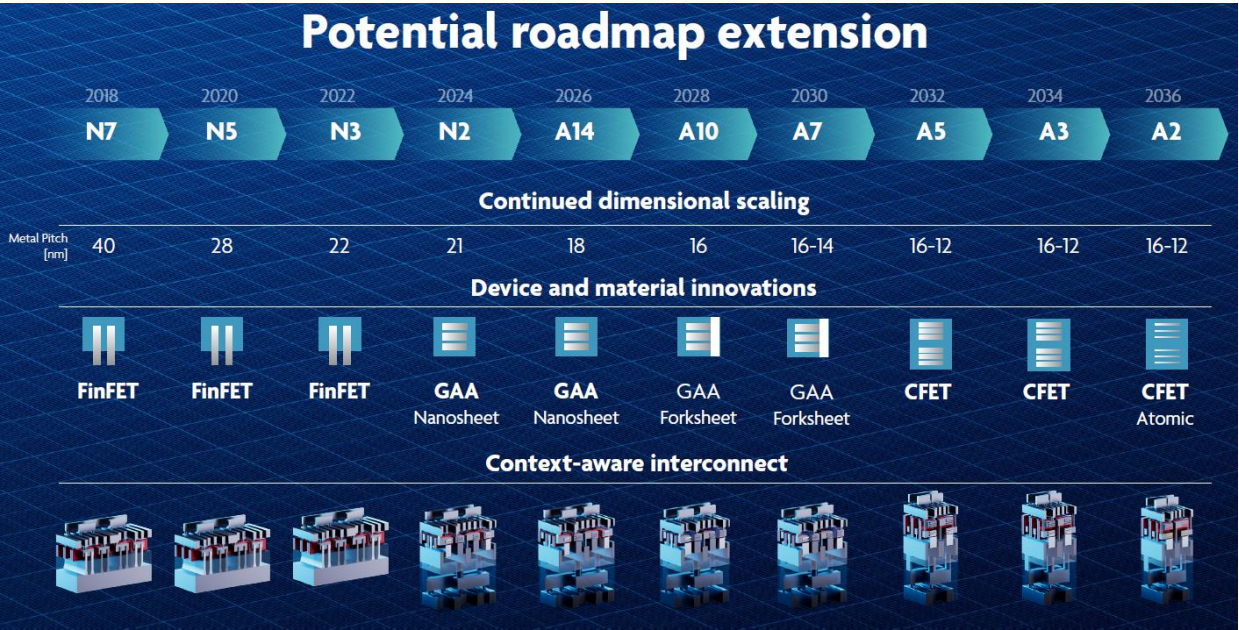 Potential roadmap extension
2018 2020 2022 2024 2026 2028 2030 2032 2034 2036
N7 N5 N3 N2 A14 A10 A7 A5 A3 A2
Continued dimensional scaling
Metal Pitch
[nm]
40 28 22 21 18 16 16-14 16-12 16-12 16-12
Device and material innovations
FinFET FinFET FinFET GAA GAA GAA GAA CFET CFET CFET
Nanosheet Nanosheet Forksheet Forksheet Atomic
Context-aware interconnect